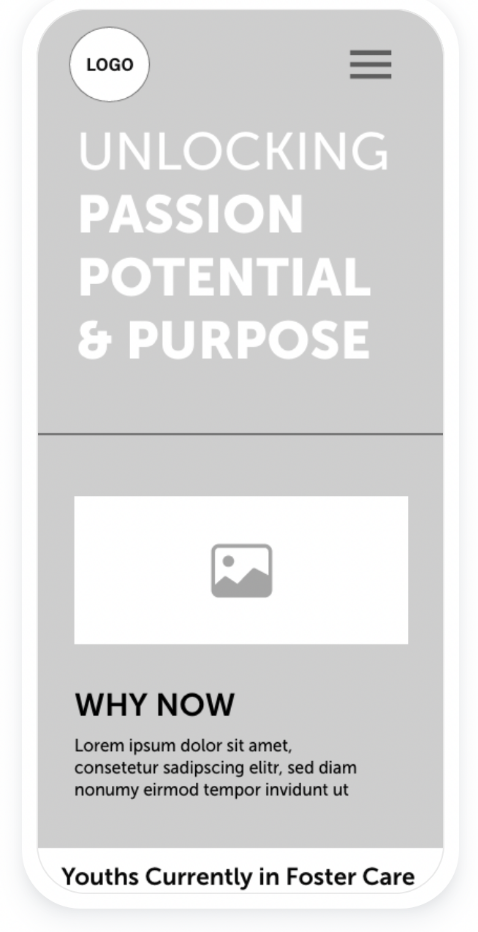 LOGO
UNLOCKING
PASSION
POTENTIAL
& PURPOSE
WHY NOW
Lorem ipsum dolor sit amet,
consetetur sadipscing elitr, sed diam
nonumy eirmod tempor invidunt ut
Youths Currently in Foster Care